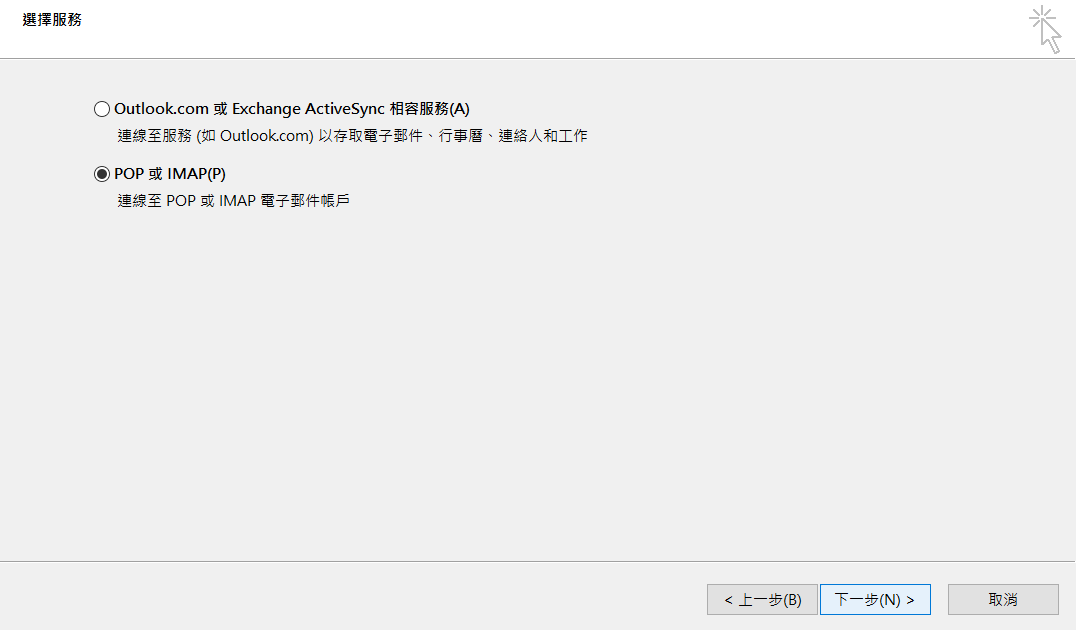 選擇服務
Outlook.com 或 Exchange ActiveSync 相容服務(A)
連線至服務 (如 Outlook.com) 以存取電子郵件、行事曆、連絡人和工作
POP 或 IMAP(P)
連線至 POP 或 IMAP 電子郵件帳戶
< 上一步(B) 下一步(N) > 取消